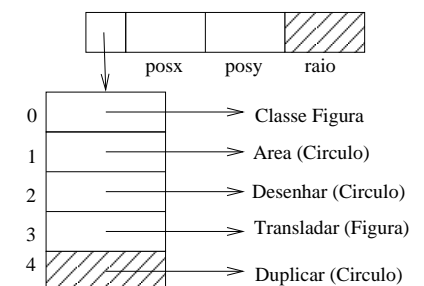 posx posy raio
0 Classe Figura
1 Area (Circulo)
2 Desenhar (Circulo)
3 Transladar (Figura)
4 Duplicar (Circulo)